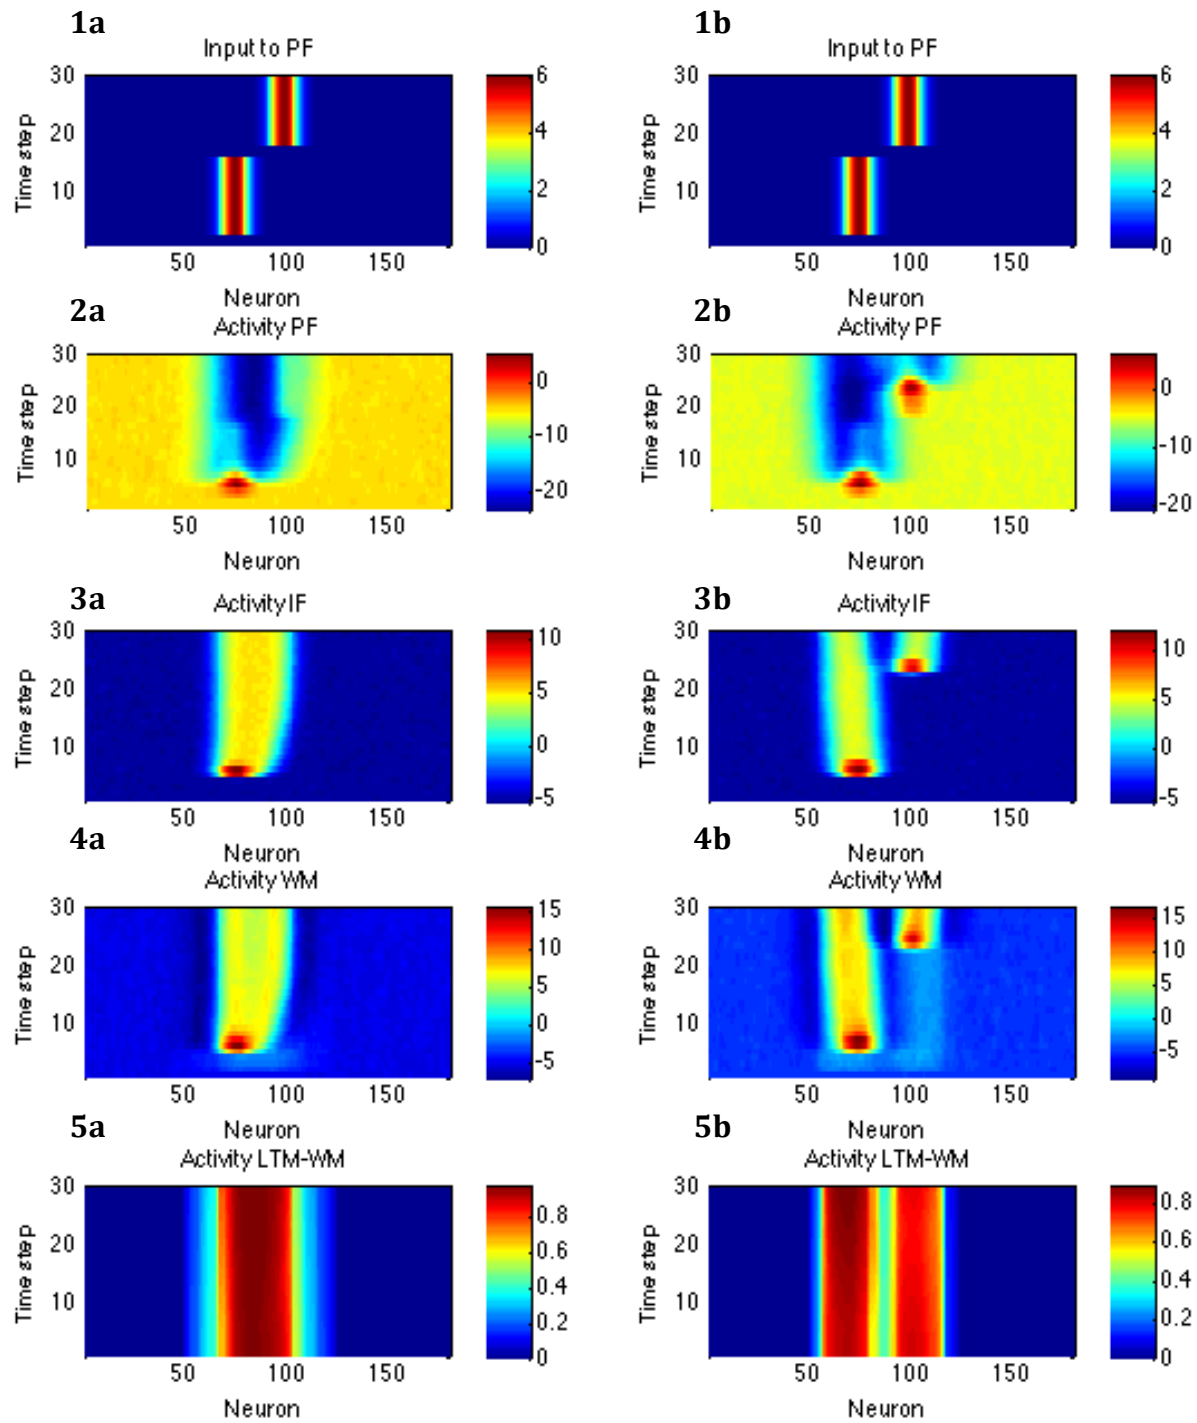 1a
Input to PF
30
20
10
Time step
50 100 150
Neuron
6
4
2
0
1b
Input to PF
30
20
10
Time step
50 100 150
Neuron
6
4
2
0
2a
Activity PF
30
20
10
Time step
50 100 150
Neuron
0
-10
-20
2b
Activity PF
30
20
10
Time step
50 100 150
Neuron
0
-10
-20
3a
Activity IF
30
20
10
Time step
50 100 150
Neuron
10
5
0
-5
3b
Activity IF
30
20
10
Time step
50 100 150
Neuron
10
5
0
-5
4a
Activity WM
30
20
10
Time step
50 100 150
Neuron
15
10
5
0
-5
4b
Activity WM
30
20
10
Time step
50 100 150
Neuron
15
10
5
0
-5
5a
Activity LTM-WM
30
20
10
Time step
50 100 150
Neuron
0.8
0.6
0.4
0.2
0
5b
Activity LTM-WM
30
20
10
Time step
50 100 150
Neuron
0.8
0.6
0.4
0.2
0